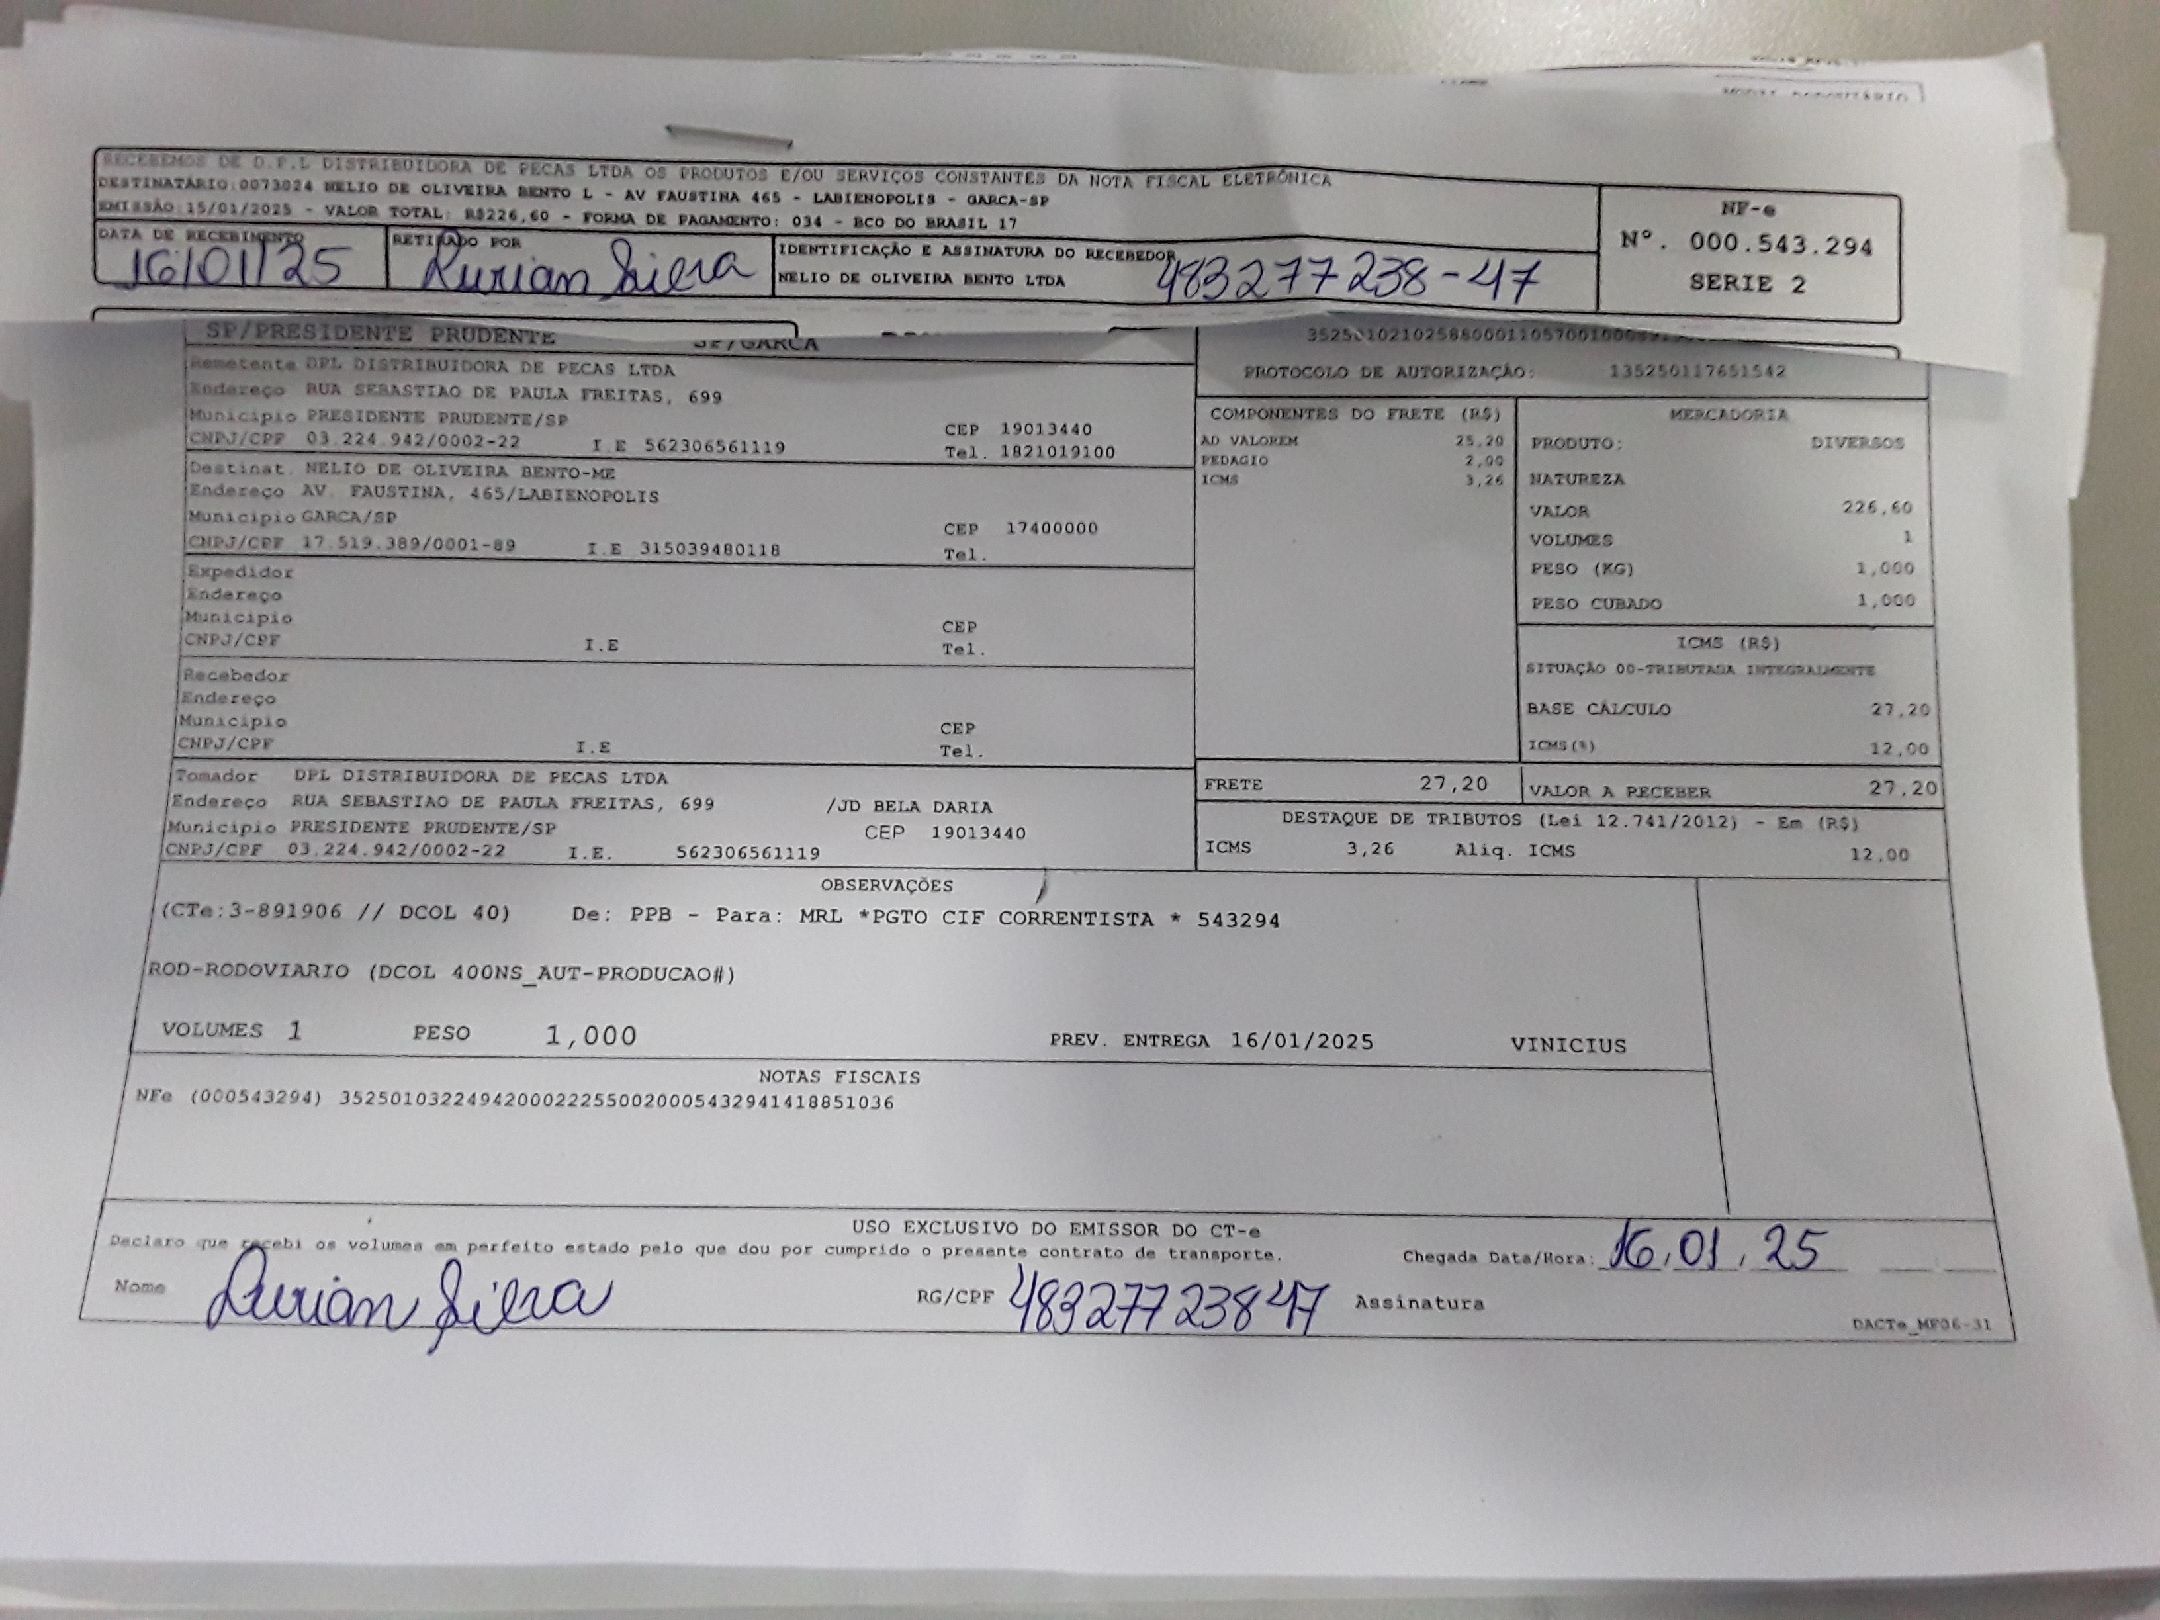 RECEBEMOS DE D.P.L DISTRIBUIDORA DE PECAS LTDA OS PRODUTOS E/OU SERVIÇOS CONSTANTES DA NOTA FISCAL ELETRÔNICA
DESTINATÁRIO:0073024 NELIO DE OLIVEIRA BENTO L - AV FAUSTINA 465 - LABIENOPOLIS - GARCA-SP
EMISSÃO:15/01/2025 - VALOR TOTAL: R$226,60 - FORMA DE PAGAMENTO: 034 - BCO DO BRASIL 17
NF-e
Nº. 000.543.294
SERIE 2
DATA DE RECEBIMENTO
16/01/25
RETIRADO POR
IDENTIFICAÇÃO E ASSINATURA DO RECEBEDOR
NELIO DE OLIVEIRA BENTO LTDA
483277238-47
SP/PRESIDENTE PRUDENTE SP/GARCA
Remetente DPL DISTRIBUIDORA DE PECAS LTDA
Endereço RUA SEBASTIAO DE PAULA FREITAS, 699
Municipio PRESIDENTE PRUDENTE/SP CEP 19013440
CNPJ/CPF 03.224.942/0002-22 I.E 562306561119 Tel. 1821019100
Destinat. NELIO DE OLIVEIRA BENTO-ME
Endereço AV. FAUSTINA, 465/LABIENOPOLIS
Municipio GARCA/SP CEP 17400000
CNPJ/CPF 17.519.389/0001-89 I.E 315039480118 Tel.
Expedidor
Endereço
Municipio CEP
CNPJ/CPF I.E Tel.
Recebedor
Endereço
Municipio CEP
CNPJ/CPF I.E Tel.
Tomador DPL DISTRIBUIDORA DE PECAS LTDA
Endereço RUA SEBASTIAO DE PAULA FREITAS, 699 /JD BELA DARIA
Municipio PRESIDENTE PRUDENTE/SP CEP 19013440
CNPJ/CPF 03.224.942/0002-22 I.E. 562306561119
PROTOCOLO DE AUTORIZAÇÃO: 135250117651542
COMPONENTES DO FRETE (R$)
AD VALOREM 25,20
PEDAGIO 2,00
ICMS 3,26
MERCADORIA
PRODUTO: DIVERSOS
NATUREZA
VALOR 226,60
VOLUMES 1
PESO (KG) 1,000
PESO CUBADO 1,000
ICMS (R$)
SITUAÇÃO 00-TRIBUTADA INTEGRALMENTE
BASE CÁLCULO 27,20
ICMS(%) 12,00
FRETE 27,20 VALOR A RECEBER 27,20
DESTAQUE DE TRIBUTOS (Lei 12.741/2012) - Em (R$)
ICMS 3,26 Aliq. ICMS 12,00
OBSERVAÇÕES
(CTe:3-891906 // DCOL 40) De: PPB - Para: MRL *PGTO CIF CORRENTISTA * 543294
ROD-RODOVIARIO (DCOL 400NS_AUT-PRODUCAO#)
VOLUMES 1 PESO 1,000 PREV. ENTREGA 16/01/2025 VINICIUS
NOTAS FISCAIS
NFe (000543294) 35250103224942000222550020005432941418851036
USO EXCLUSIVO DO EMISSOR DO CT-e
Declaro que recebi os volumes em perfeito estado pelo que dou por cumprido o presente contrato de transporte. Chegada Data/Hora: 16.01.25
Nome RG/CPF 48327723847 Assinatura
DACTe_MF06-31